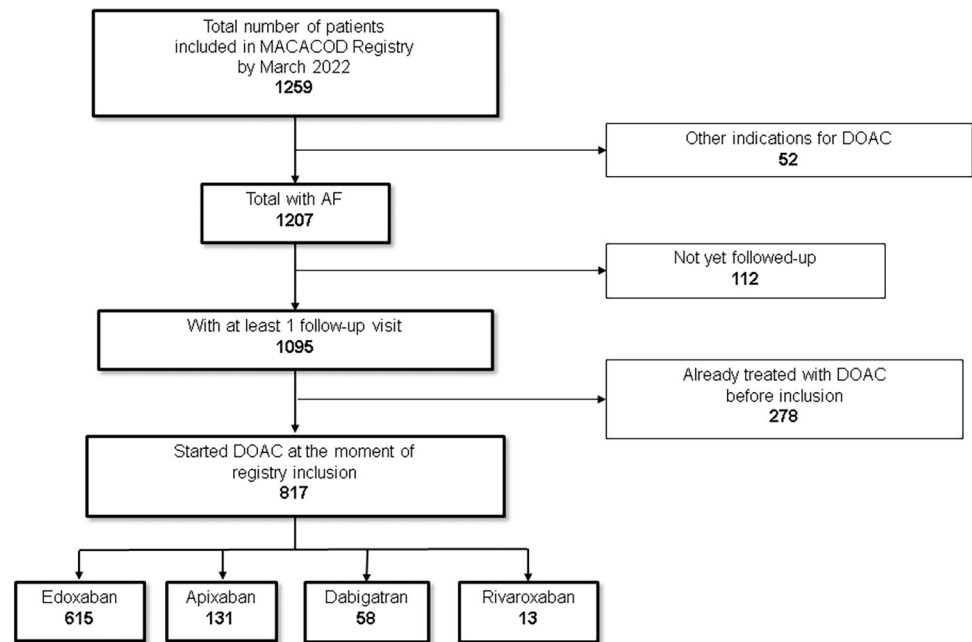 Total number of patients
included in MACACOD Registry
by March 2022
1259
Other indications for DOAC
52
Total with AF
1207
Not yet followed-up
112
With at least 1 follow-up visit
1095
Already treated with DOAC
before inclusion
278
Started DOAC at the moment of
registry inclusion
817
Edoxaban
615
Apixaban
131
Dabigatran
58
Rivaroxaban
13